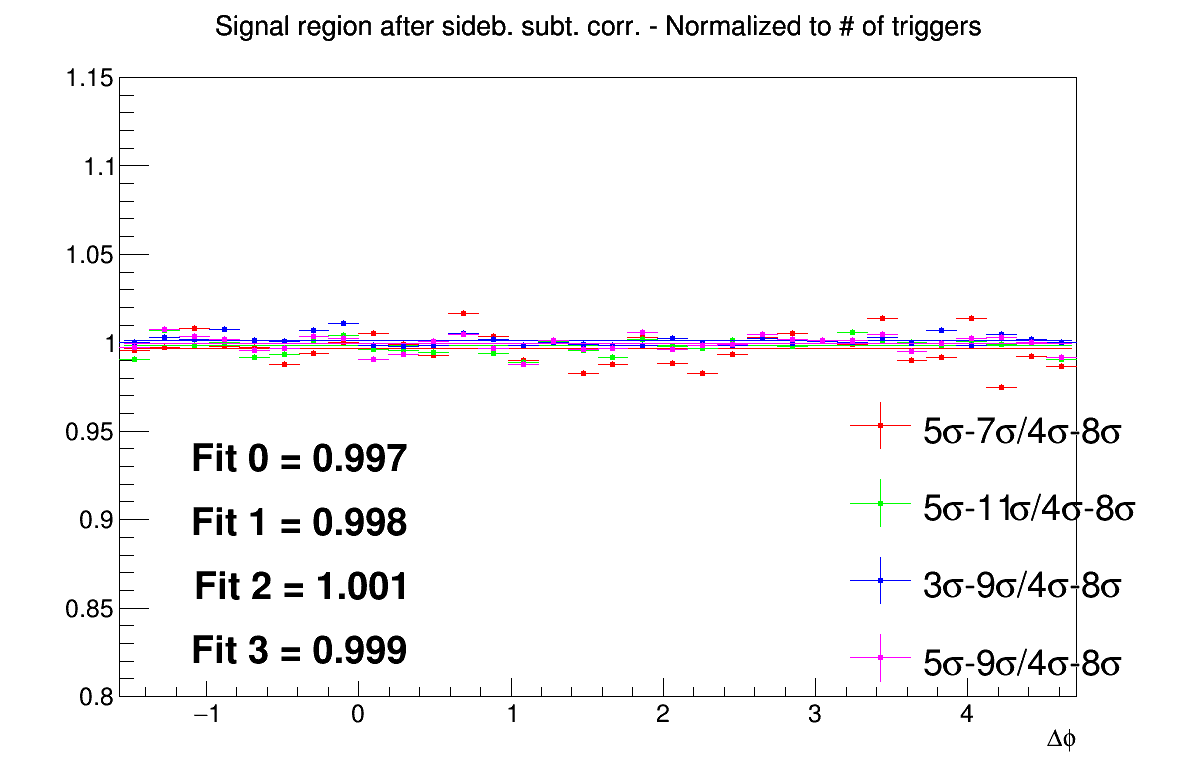 Signal region after sideb. subt. corr. - Normalized to # of triggers
1.15
1.1
1.05
1
0.95
0.9
0.85
0.8
Fit 0 = 0.997
Fit 1 = 0.998
Fit 2 = 1.001
Fit 3 = 0.999
5σ-7σ/4σ-8σ
5σ-11σ/4σ-8σ
3σ-9σ/4σ-8σ
5σ-9σ/4σ-8σ
−1 0 1 2 3 4
Δϕ